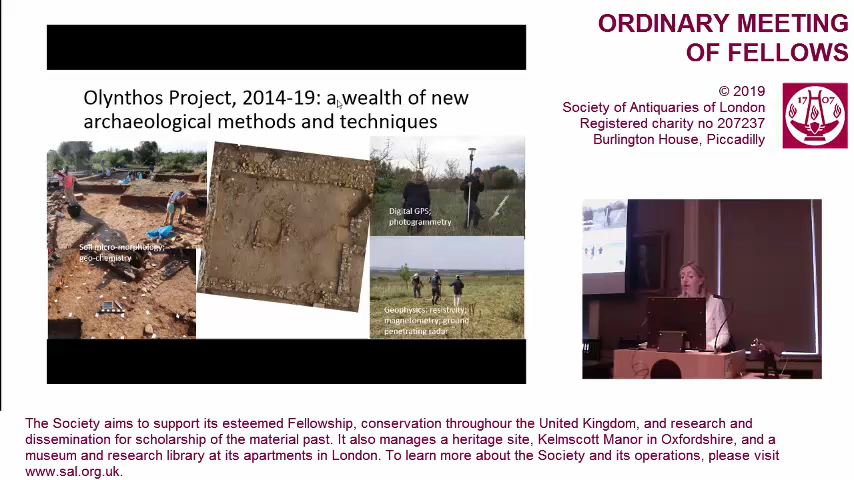 ORDINARY MEETING
OF FELLOWS
© 2019
Society of Antiquaries of London
Registered charity no 207237
Burlington House, Piccadilly
17 07
Olynthos Project, 2014-19: a wealth of new
archaeological methods and techniques
Soil micro-morphology;
geo-chemistry
Digital GPS;
photogrammetry
Geophysics: resistivity;
magnetometry; ground
penetrating radar
The Society aims to support its esteemed Fellowship, conservation throughour the United Kingdom, and research and
dissemination for scholarship of the material past. It also manages a heritage site, Kelmscott Manor in Oxfordshire, and a
museum and research library at its apartments in London. To learn more about the Society and its operations, please visit
www.sal.org.uk.